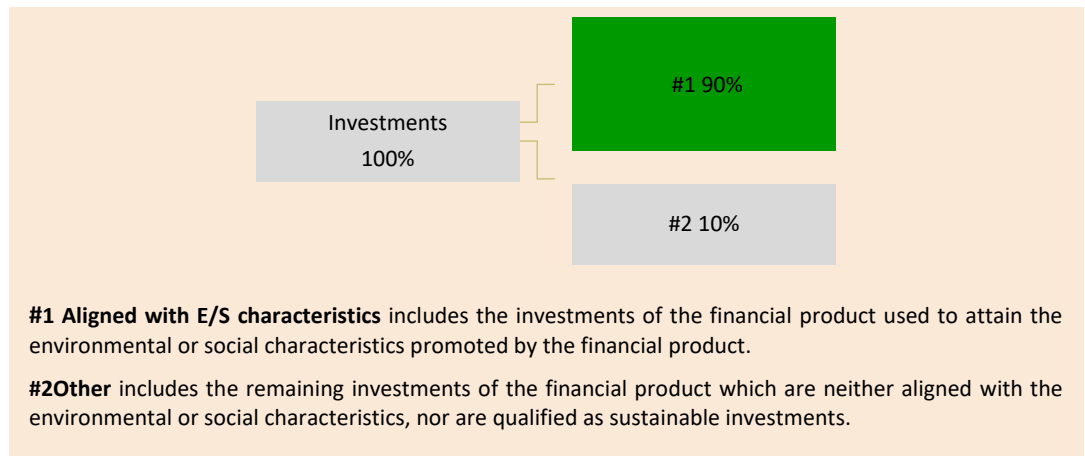 #1 90%
Investments
100%
#2 10%
#1 Aligned with E/S characteristics includes the investments of the financial product used to attain the
environmental or social characteristics promoted by the financial product.
#2Other includes the remaining investments of the financial product which are neither aligned with the
environmental or social characteristics, nor are qualified as sustainable investments.